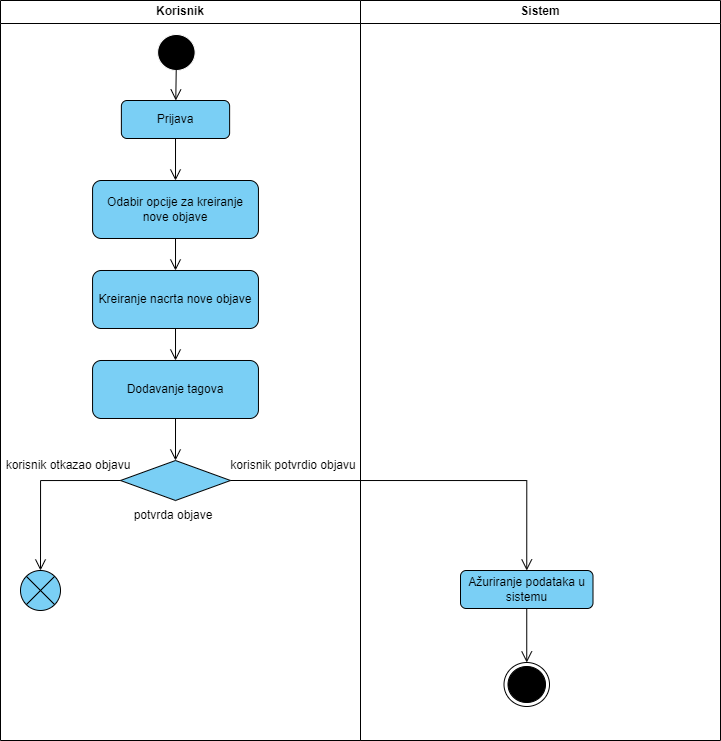 Korisnik
Sistem
Prijava
Odabir opcije za kreiranje
nove objave
Kreiranje nacrta nove objave
Dodavanje tagova
korisnik otkazao objavu
korisnik potvrdio objavu
potvrda objave
Ažuriranje podataka u
sistemu